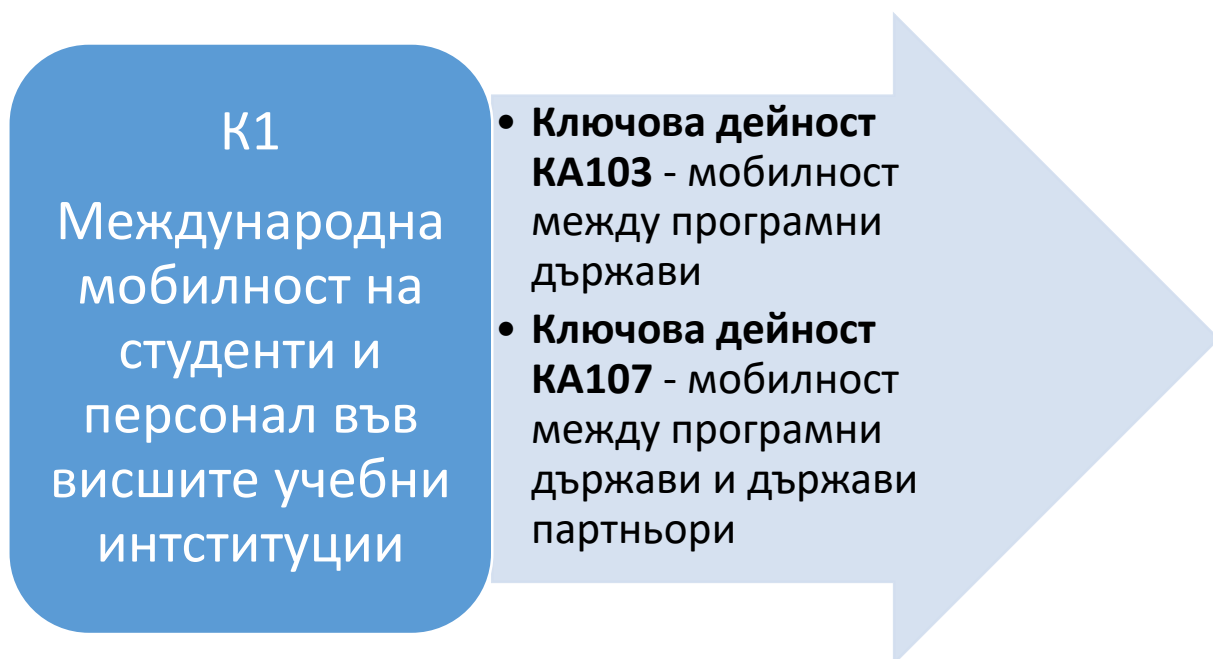 К1
Международна
мобилност на
студенти и
персонал във
висшите учебни
интституции
• Ключова дейност
КА103 - мобилност
между програмни
държави
• Ключова дейност
КА107 - мобилност
между програмни
държави и държави
партньори